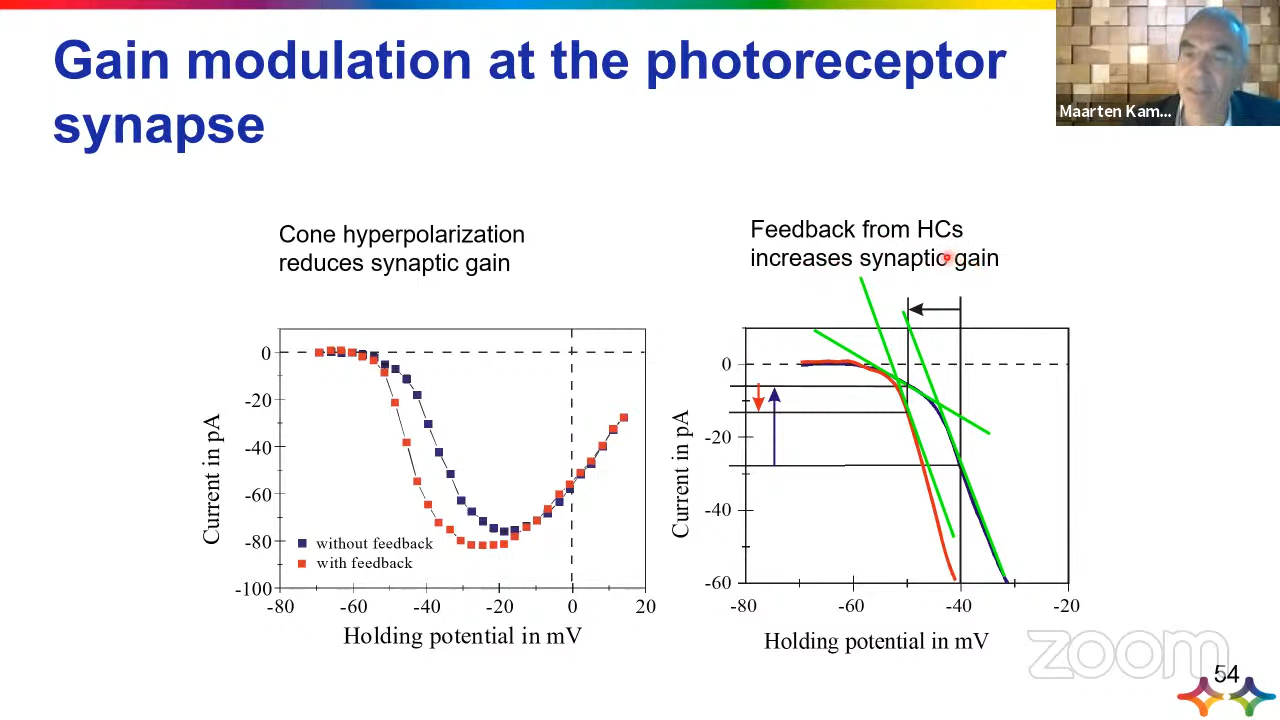 Gain modulation at the photoreceptor
synapse
Maarten Kam...
Cone hyperpolarization
reduces synaptic gain
Feedback from HCs
increases synaptic gain
0
-20
-40
-60
-80
-100
Current in pA
without feedback
with feedback
-80
-60
-40
-20
0
20
Holding potential in mV
0
-20
-40
-60
Current in pA
-80
-60
-40
-20
Holding potential in mV
zoom
54